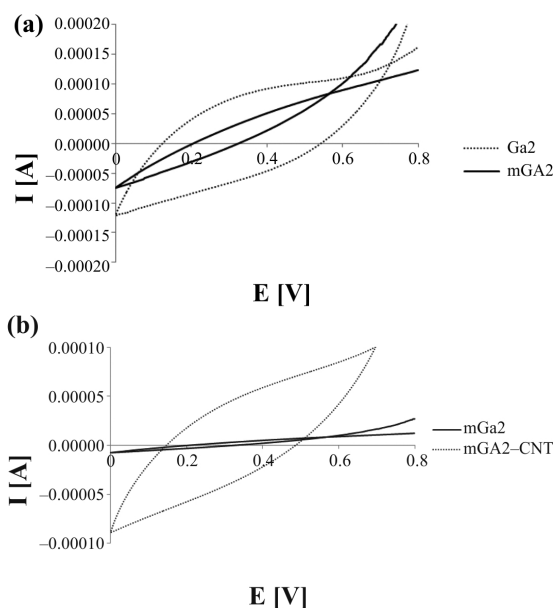 (a)
0.00020
0.00015
0.00010
0.00005
0.00000
−0.00005
−0.00010
−0.00015
−0.00020
0 0.2 0.4 0.6 0.8
I [A]
E [V]
Ga2
mGA2
(b)
0.00010
0.00005
0.00000
−0.00005
−0.00010
0 0.2 0.4 0.6 0.8
I [A]
E [V]
mGa2
mGA2–CNT